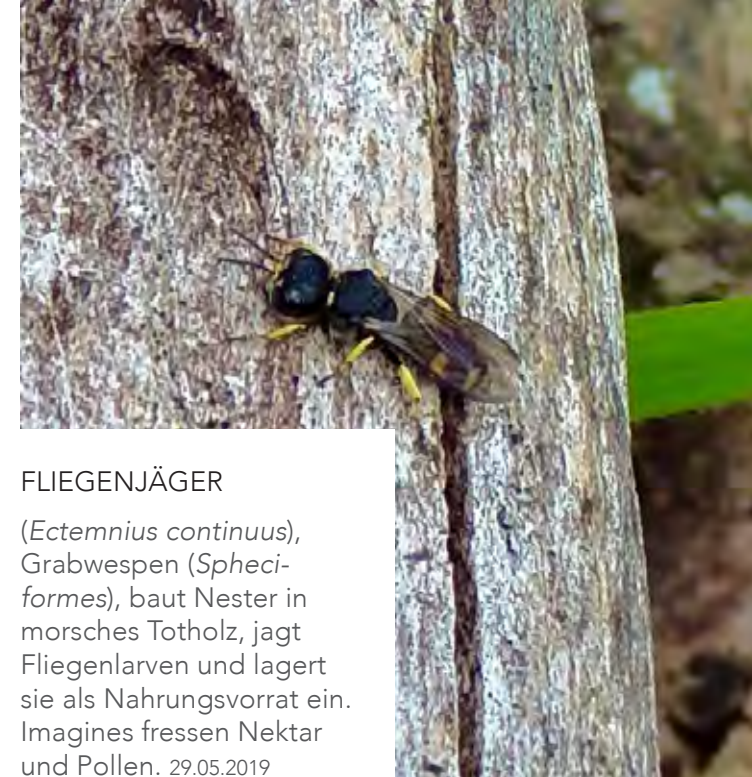 FLIEGENJÄGER
(Ectemnius continuus),
Grabwespen (Spheci-
formes), baut Nester in
morsches Totholz, jagt
Fliegenlarven und lagert
sie als Nahrungsvorrat ein.
Imagines fressen Nektar
und Pollen. 29.05.2019